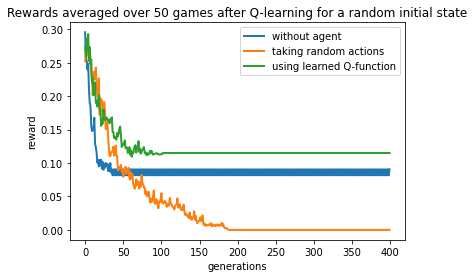 Rewards averaged over 50 games after Q-learning for a random initial state
without agent
taking random actions
using learned Q-function
reward
0.30
0.25
0.20
0.15
0.10
0.05
0.00
0 50 100 150 200 250 300 350 400
generations